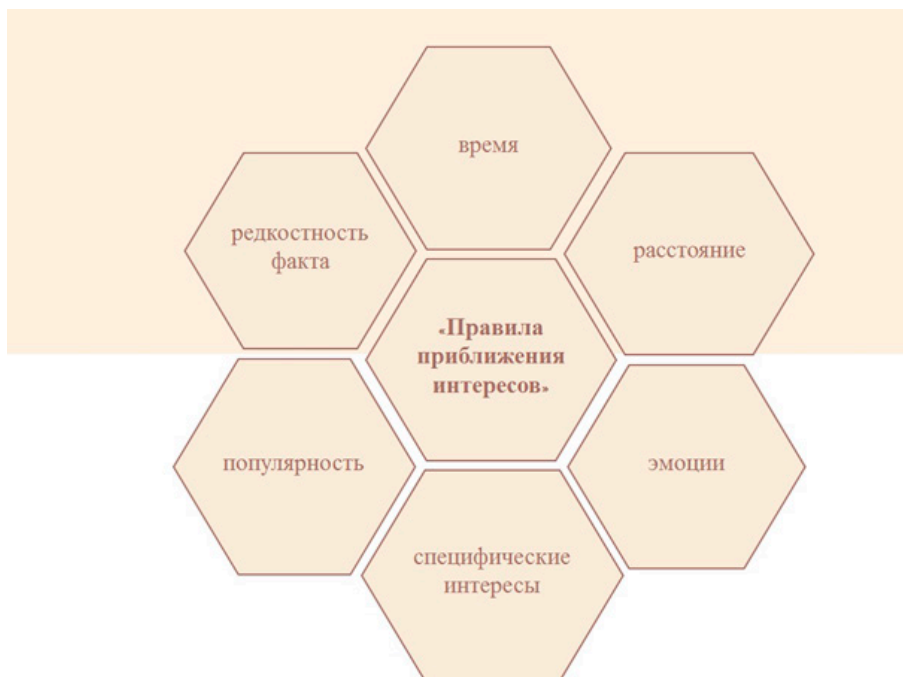 время
редкостность
факта
расстояние
«Правила
приближения
интересов»
популярность
эмоции
специфические
интересы